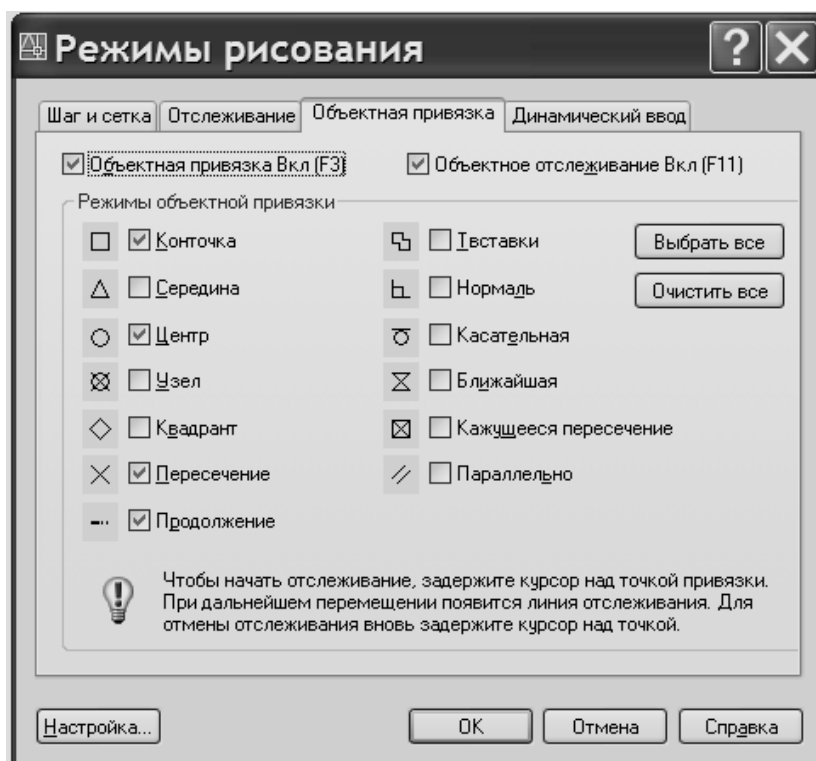 Режимы рисования
Шаг и сетка Отслеживание Объектная привязка Динамический ввод
Объектная привязка Вкл (F3) Объектное отслеживание Вкл (F11)
Режимы объектной привязки
Конточка Твставки Выбрать все
Середина Нормаль Очистить все
Центр Касательная
Узел Ближайшая
Квадрант Кажущееся пересечение
Пересечение Параллельно
Продолжение
Чтобы начать отслеживание, задержите курсор над точкой привязки.
При дальнейшем перемещении появится линия отслеживания. Для
отмены отслеживания вновь задержите курсор над точкой.
Настройка... OK Отмена Справка